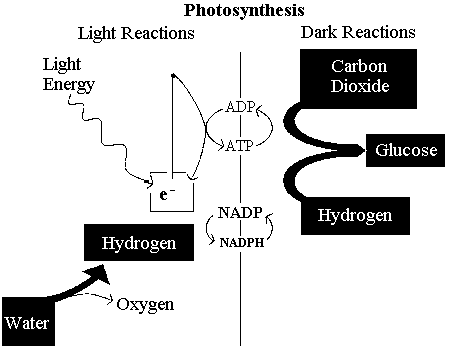 Photosynthesis
Light Reactions
Dark Reactions
Light
Energy
Carbon
Dioxide
ADP
ATP
Glucose
e⁻
NADP
NADPH
Hydrogen
Hydrogen
Oxygen
Water